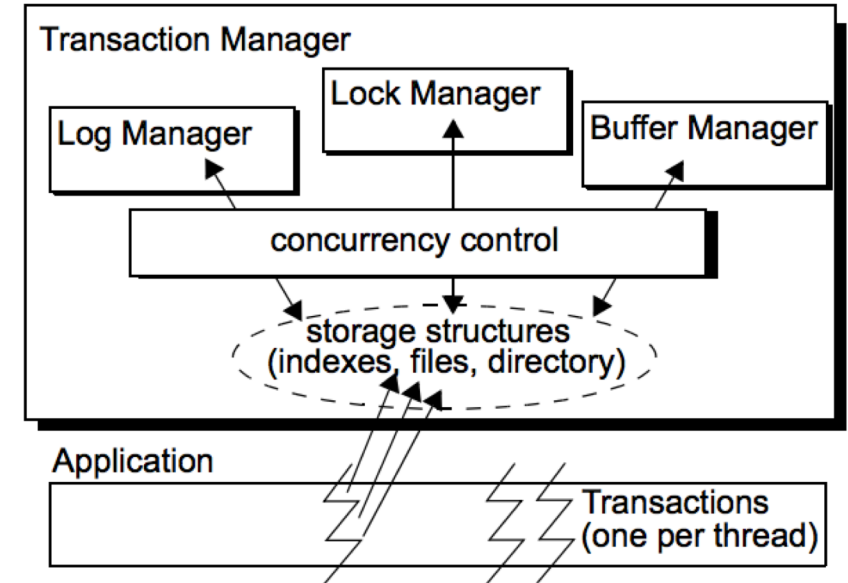 Transaction Manager
Lock Manager
Log Manager
Buffer Manager
concurrency control
storage structures
(indexes, files, directory)
Application
Transactions
(one per thread)